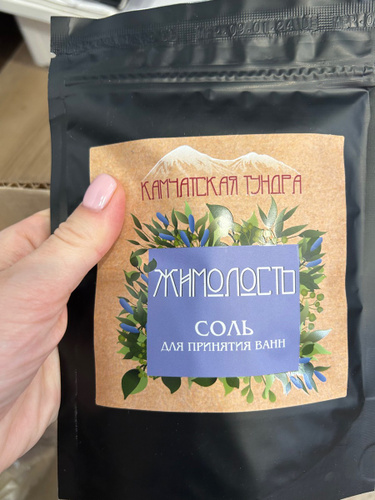 КАМЧАТСКАЯ ТУНДРА
ЖИМОЛОСТЬ
СОЛЬ
ДЛЯ ПРИНЯТИЯ ВАНН